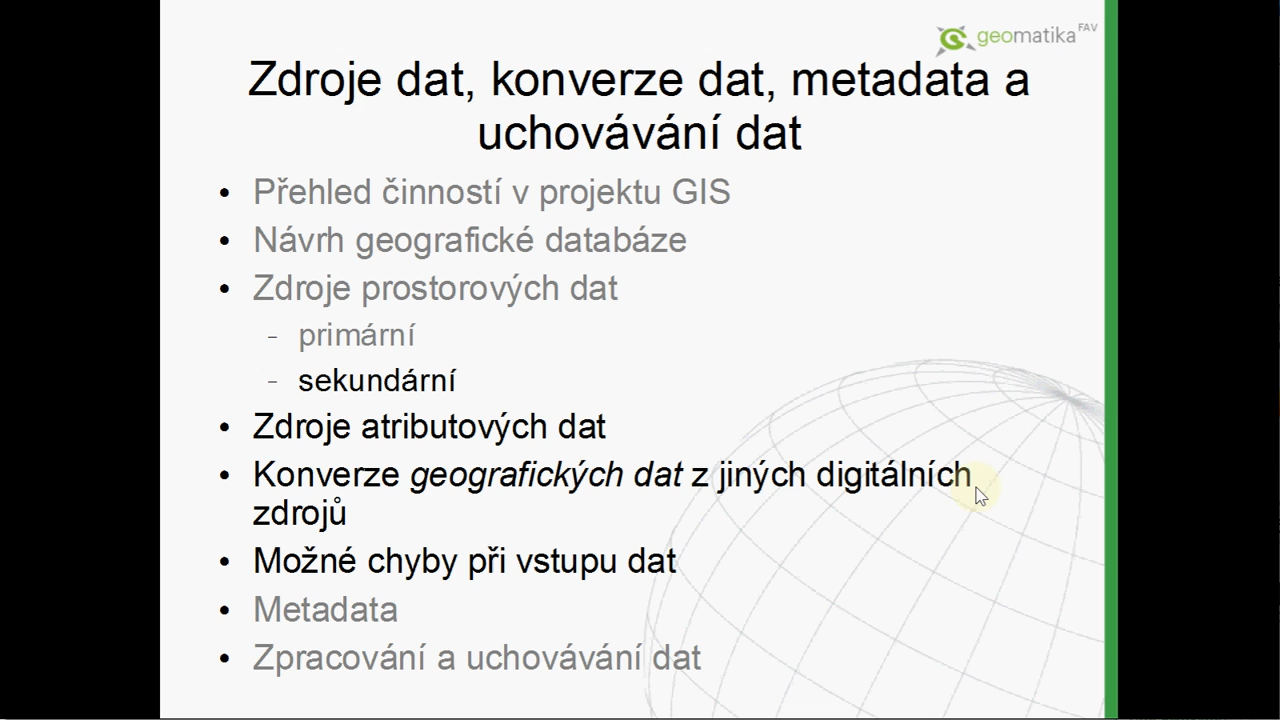 geomatika FAV
Zdroje dat, konverze dat, metadata a
uchovávání dat
• Přehled činností v projektu GIS
• Návrh geografické databáze
• Zdroje prostorových dat
– primární
– sekundární
• Zdroje atributových dat
• Konverze geografických dat z jiných digitálních
zdrojů
• Možné chyby při vstupu dat
• Metadata
• Zpracování a uchovávání dat